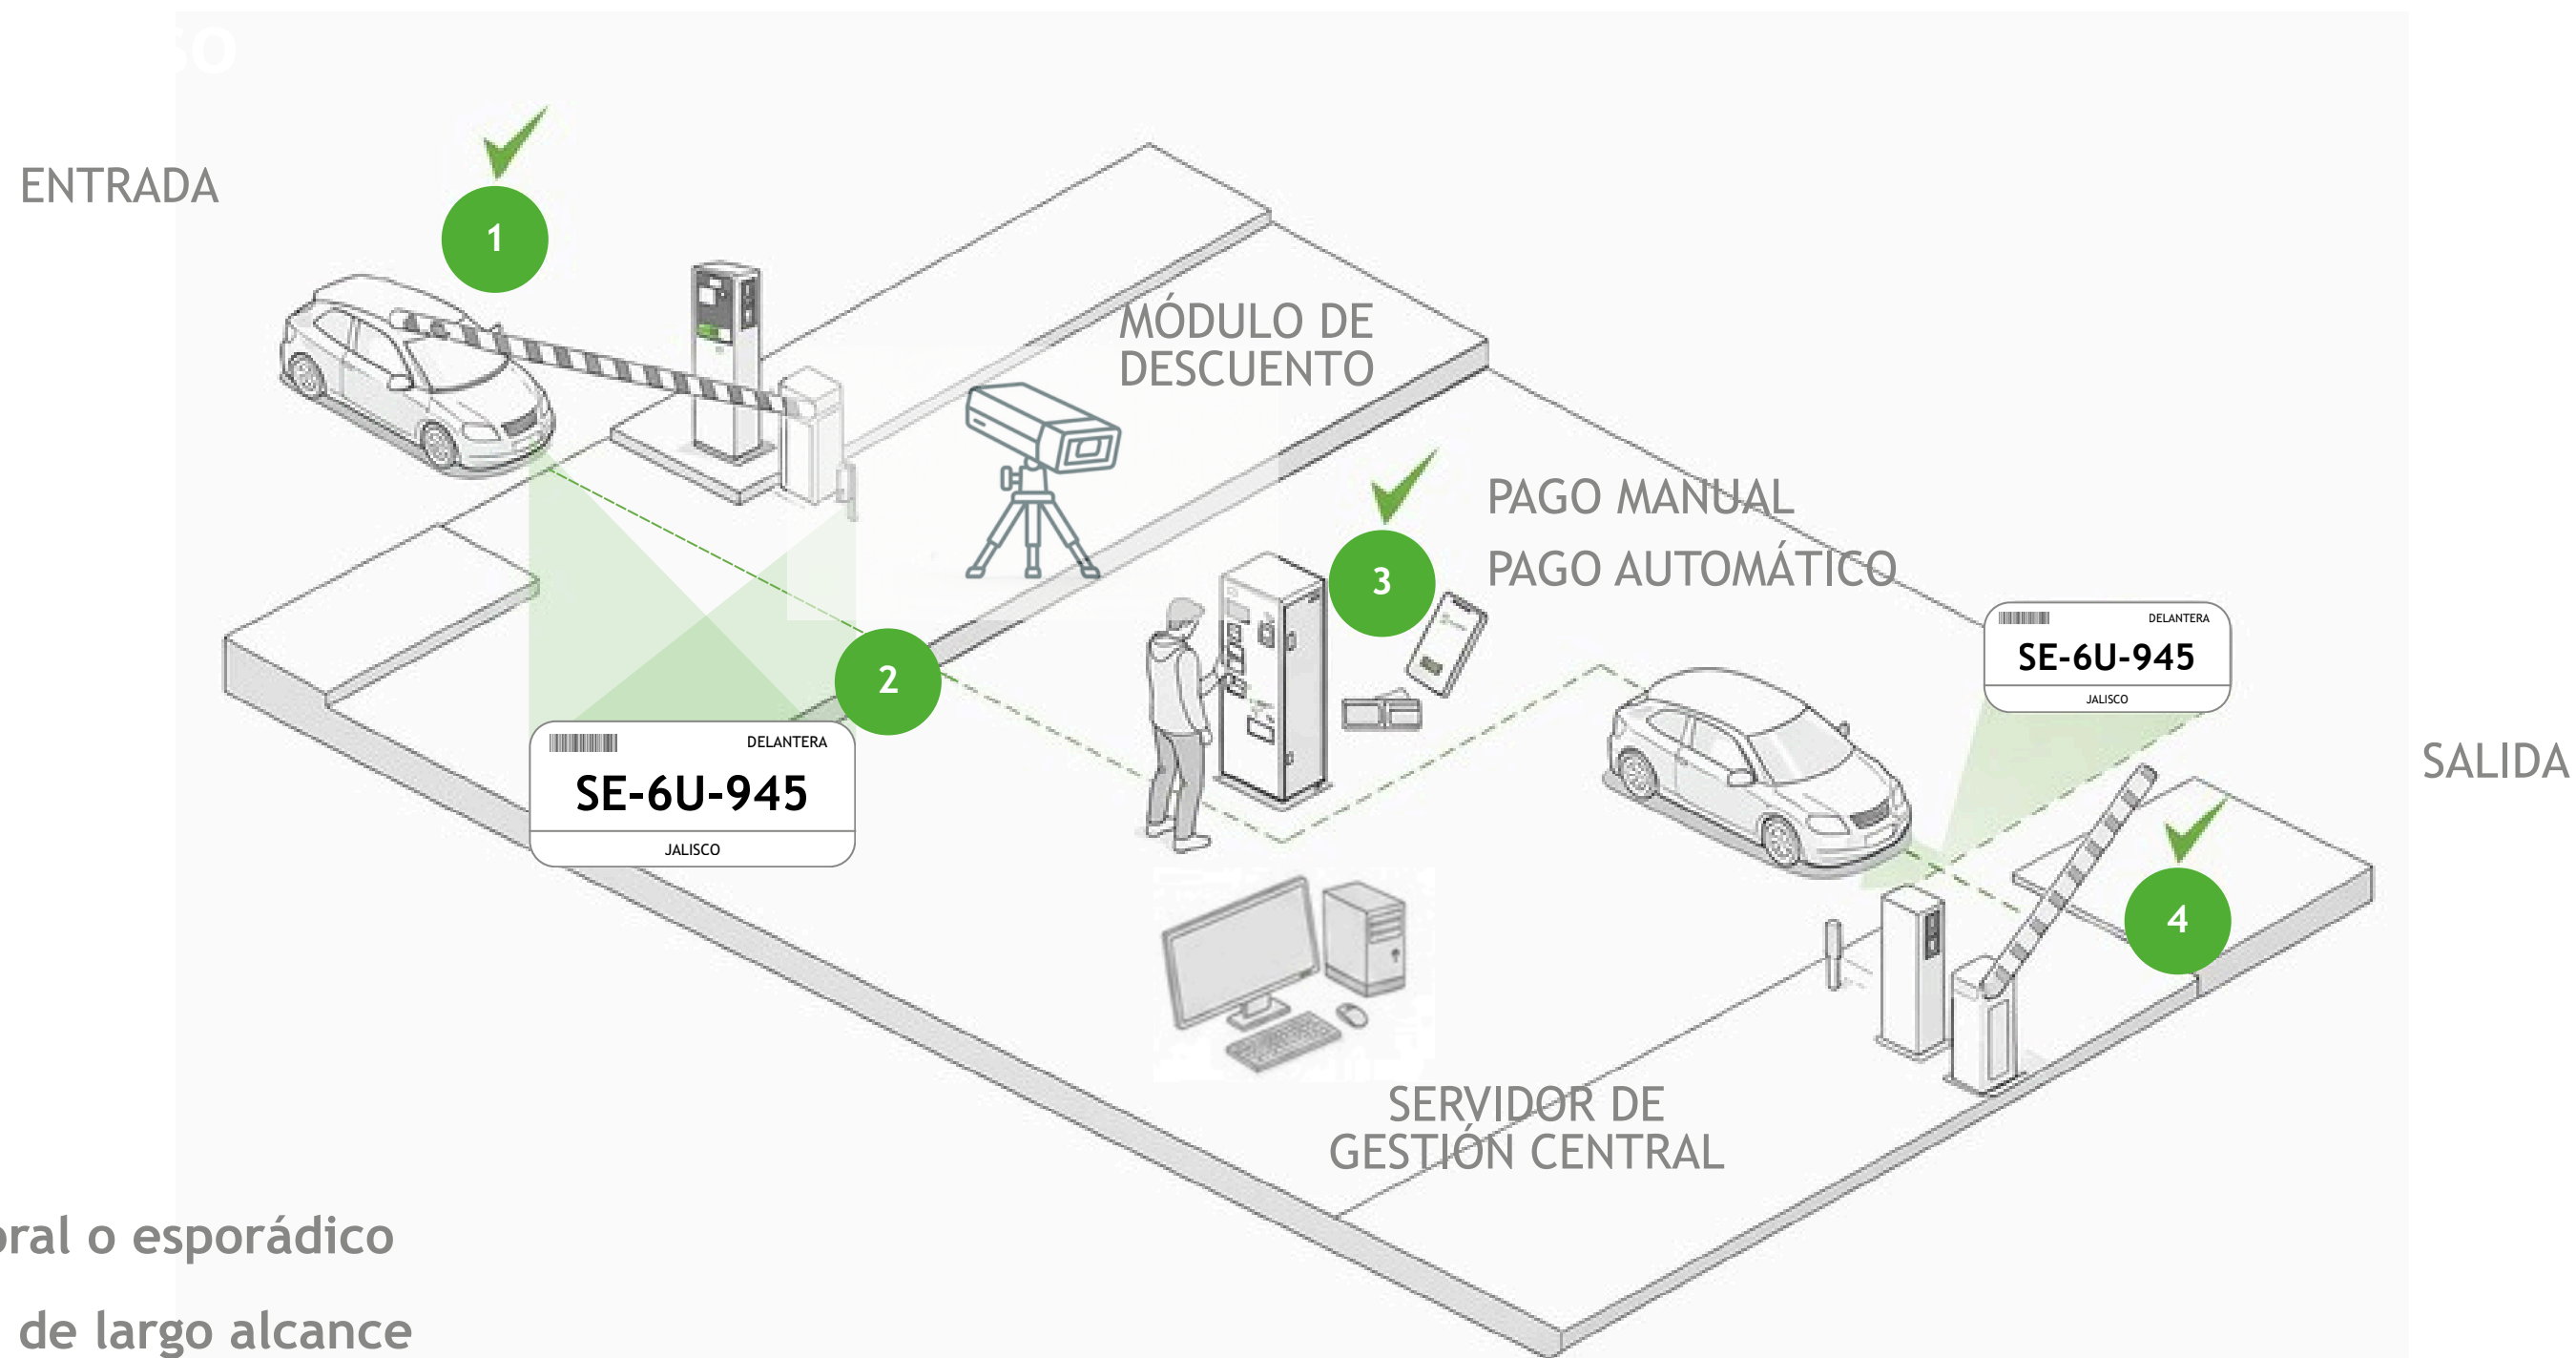 ENTRADA
1
MÓDULO DE
DESCUENTO
PAGO MANUAL
3
PAGO AUTOMÁTICO
DELANTERA
SE-6U-945
JALISCO
2
DELANTERA
SE-6U-945
JALISCO
SALIDA
4
SERVIDOR DE
GESTIÓN CENTRAL
o esporádico
de largo alcance